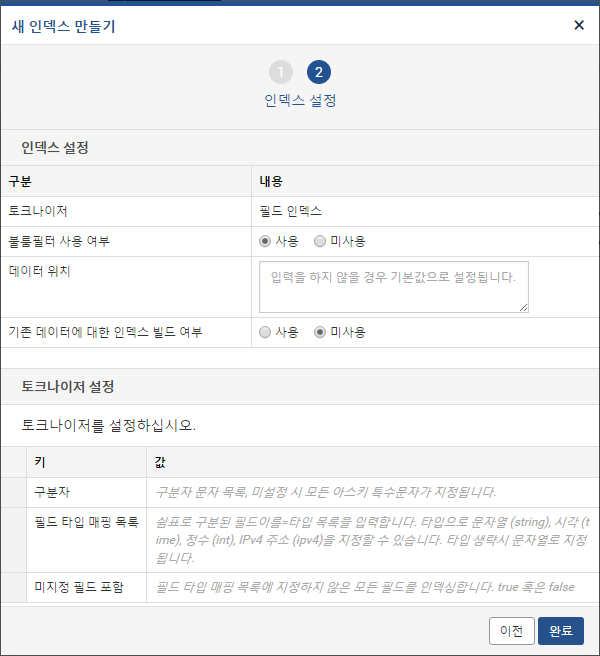 새 인덱스 만들기 ×
1 2
인덱스 설정
인덱스 설정
구분 내용
토크나이저 필드 인덱스
불룸필터 사용 여부 사용 미사용
데이터 위치 입력을 하지 않을 경우 기본값으로 설정됩니다.
기존 데이터에 대한 인덱스 빌드 여부 사용 미사용
토크나이저 설정
토크나이저를 설정하십시오.
키 값
구분자 구분자 문자 목록, 미설정 시 모든 아스키 특수문자가 지정됩니다.
필드 타입 매핑 목록 쉼표로 구분된 필드이름=타입 목록을 입력합니다. 타입으로 문자열 (string), 시각 (t
ime), 정수 (int), IPv4 주소 (ipv4)을 지정할 수 있습니다. 타입 생략시 문자열로 지정
됩니다.
미지정 필드 포함 필드 타입 매핑 목록에 지정하지 않은 모든 필드를 인덱싱합니다. true 혹은 false
이전 완료